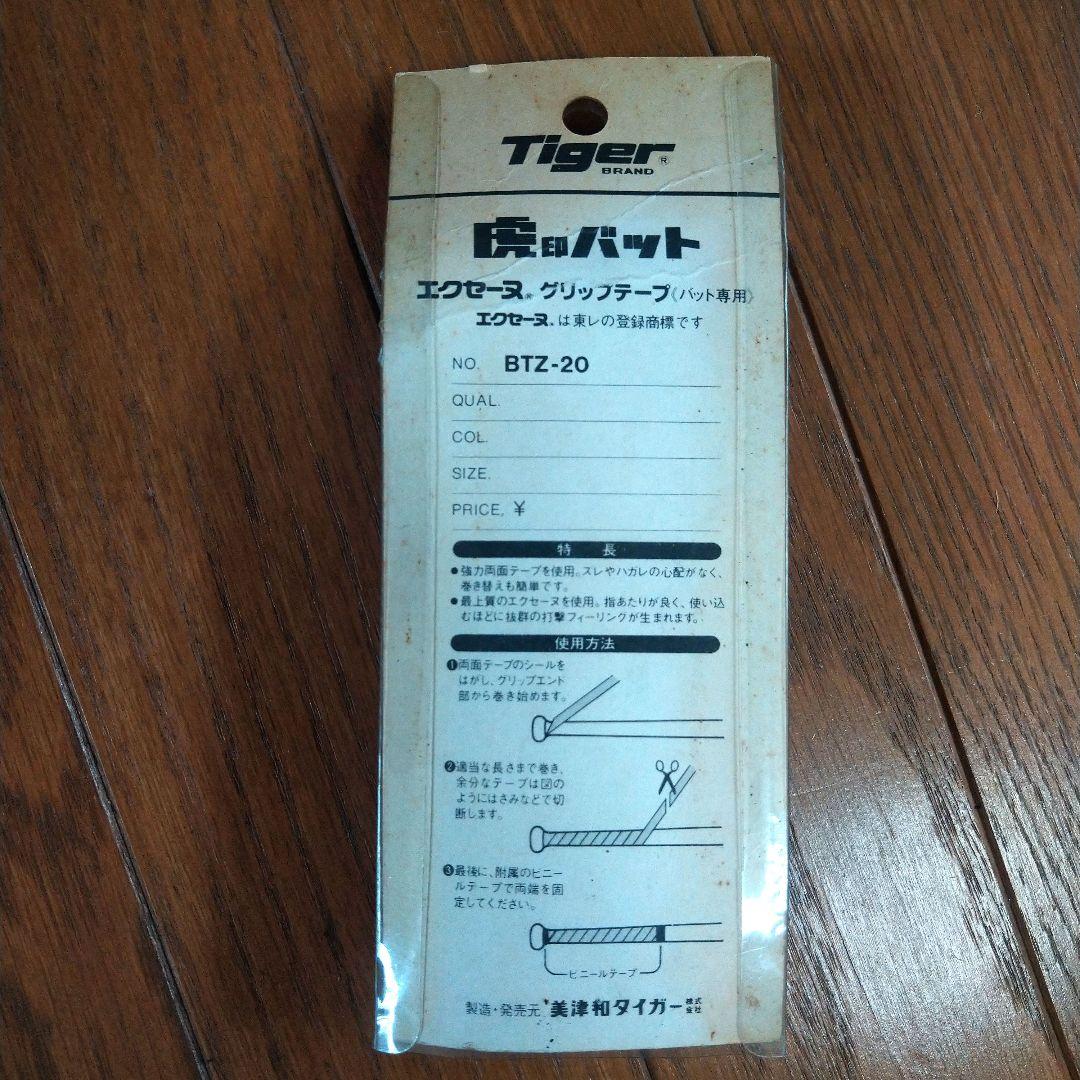 Tiger®
BRAND
虎印バット
エクセーヌ® グリップテープ《バット専用》
エクセーヌ®は東レの登録商標です
NO. BTZ-20
QUAL.
COL.
SIZE.
PRICE, ¥
特長
●強力両面テープを使用。ズレやハガレの心配がなく、
巻き替えも簡単です。
●最上質のエクセーヌを使用。指あたりが良く、使い込
むほどに抜群の打撃フィーリングが生まれます。
使用方法
❶両面テープのシールを
はがし、グリップエンド
部から巻き始めます。
❷適当な長さまで巻き、
余分なテープは図の
ようにはさみなどで切
断します。
❸最後に、附属のビニー
ルテープで両端を固
定してください。
ビニールテープ
製造・発売元 美津和タイガー株式会社